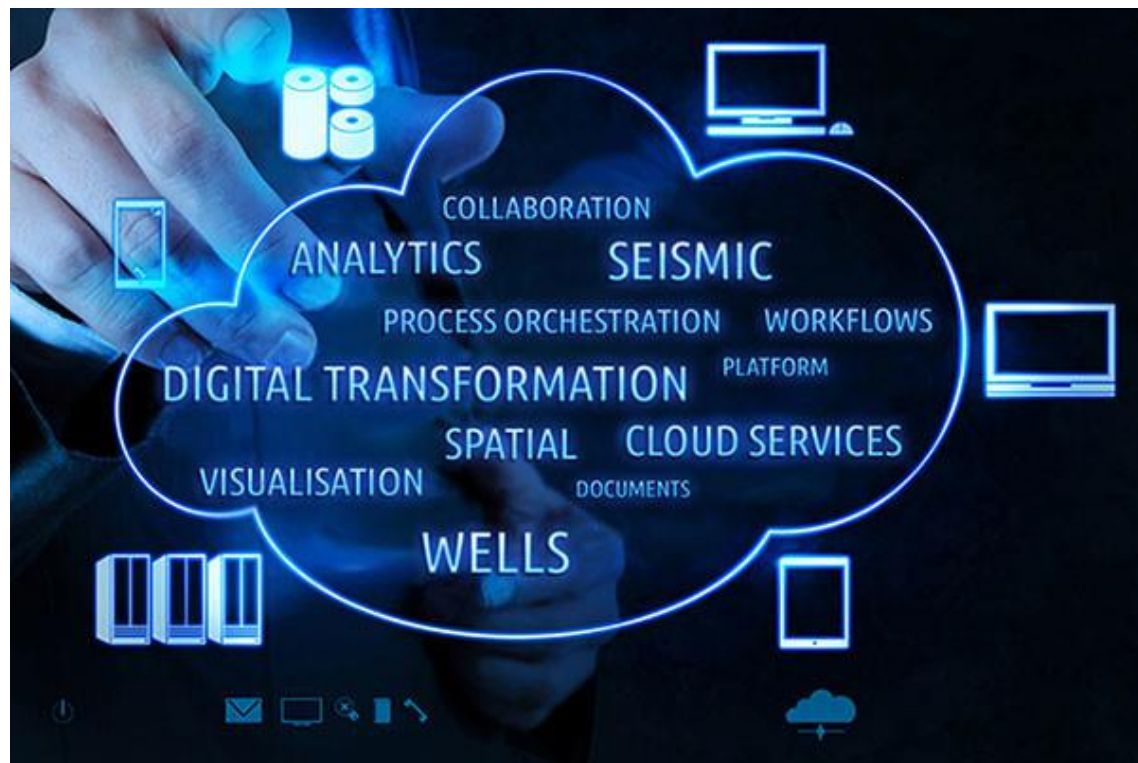 COLLABORATION
ANALYTICS SEISMIC
PROCESS ORCHESTRATION WORKFLOWS
PLATFORM
DIGITAL TRANSFORMATION
SPATIAL CLOUD SERVICES
VISUALISATION DOCUMENTS
WELLS